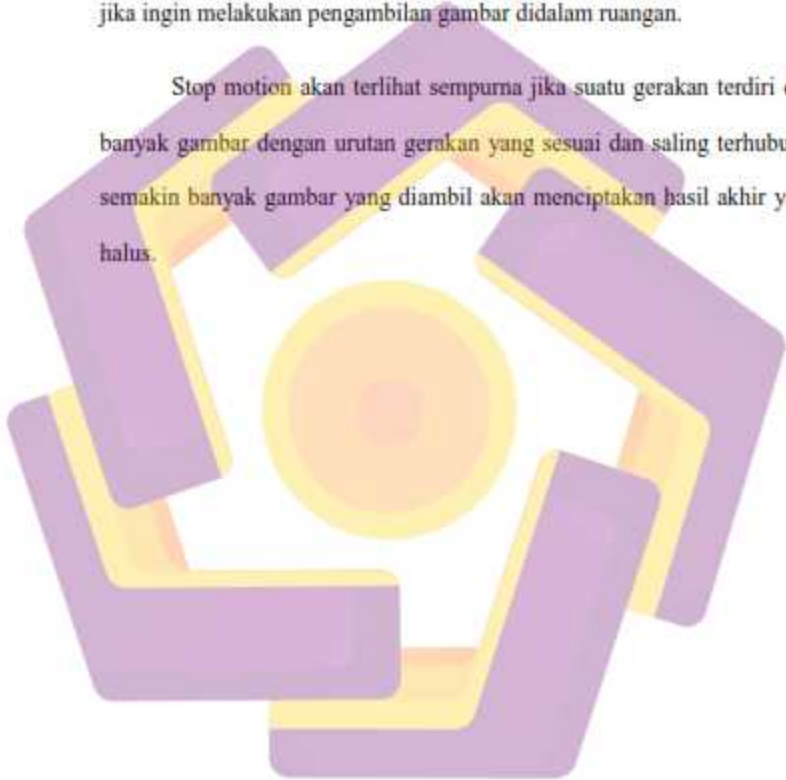 jika ingin melakukan pengambilan gambar didalam ruangan.
Stop motion akan terlihat sempurna jika suatu gerakan terdiri
banyak gambar dengan urutan gerakan yang sesuai dan saling
semakin banyak gambar yang diambil akan menciptakan hasil akhir
halus.